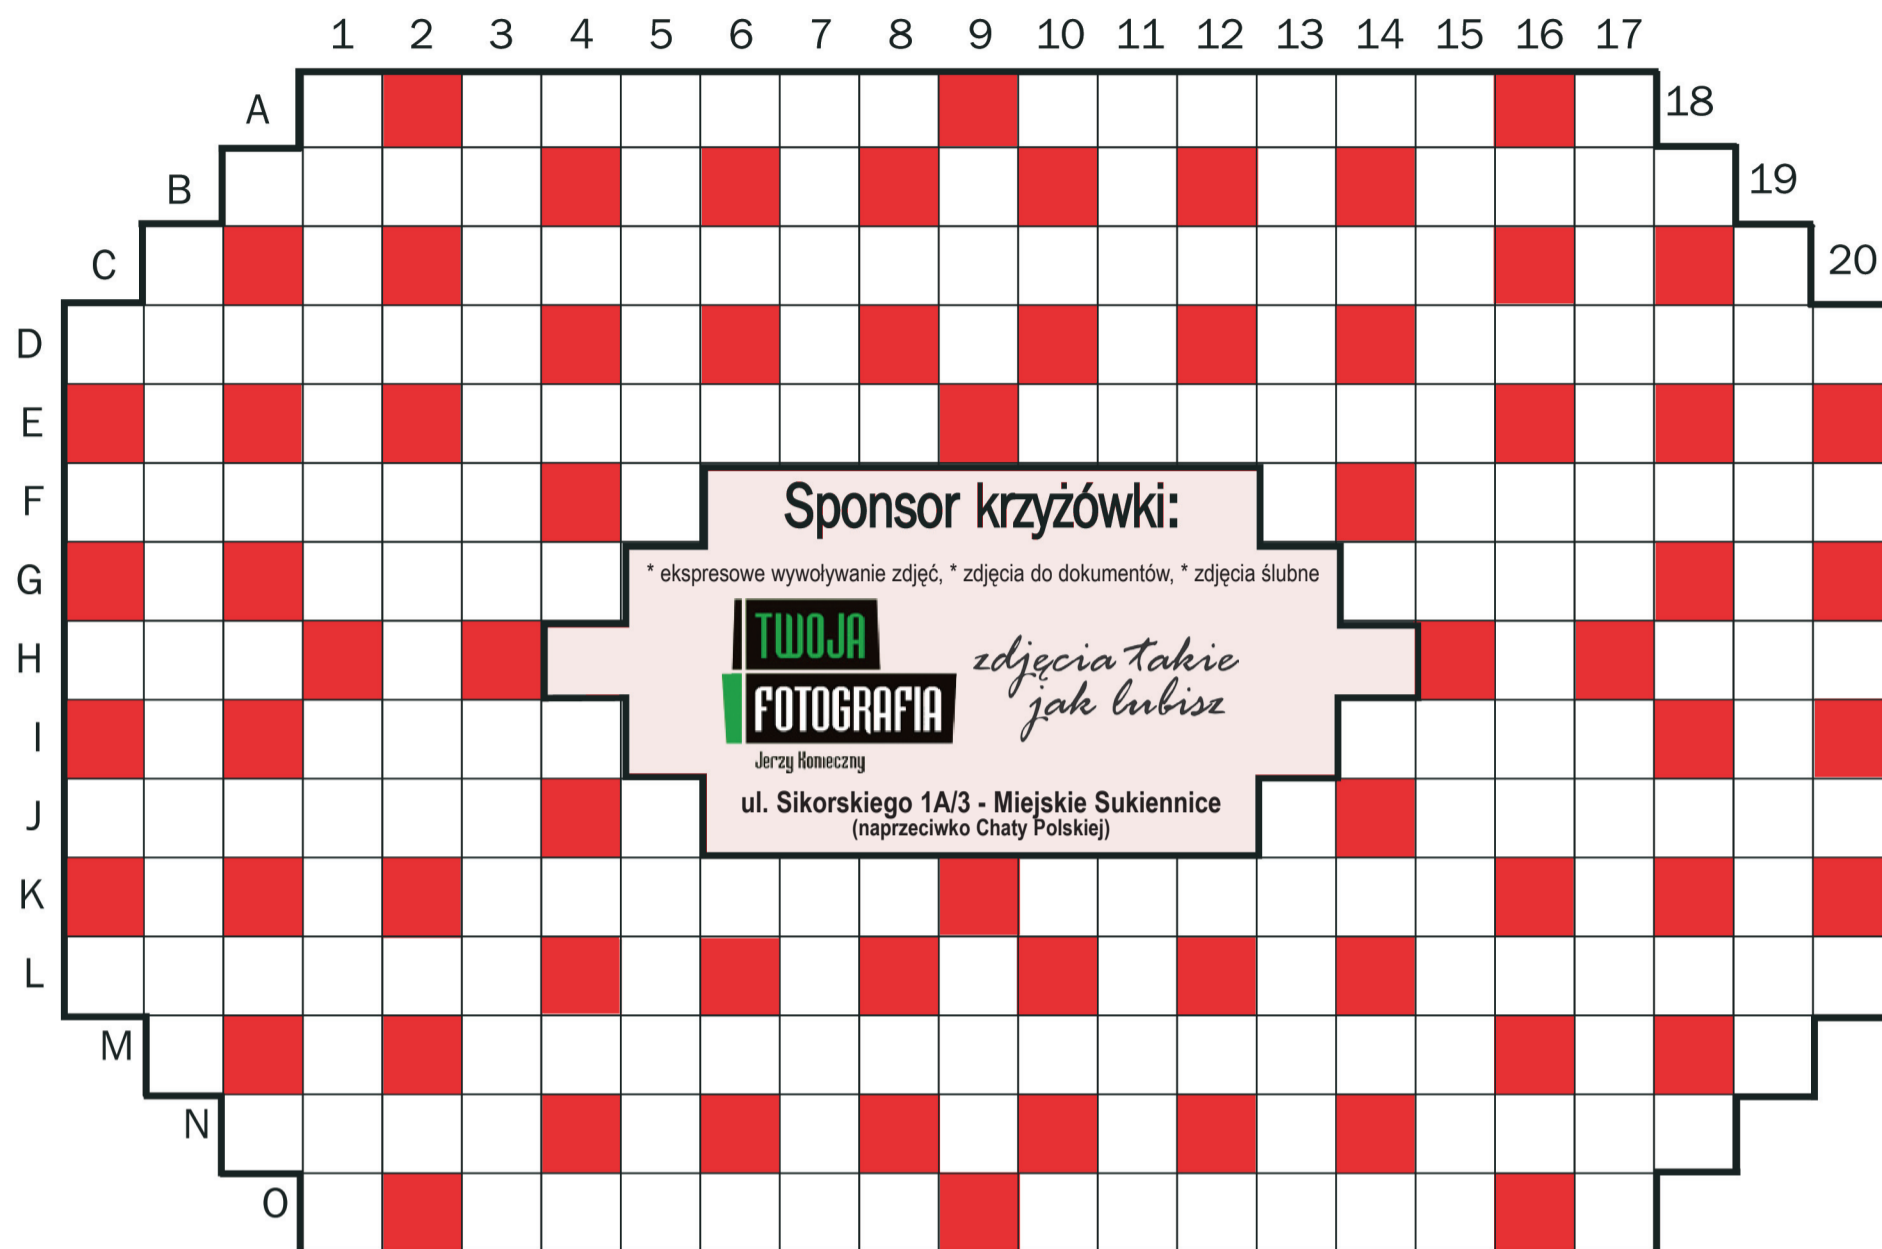 1 2 3 4 5 6 7 8 9 10 11 12 13 14 15 16 17
A 18
B 19
C 20
D
E
F
Sponsor krzyżówki:
G
* ekspresowe wywoływanie zdjęć, * zdjęcia do dokumentów, * zdjęcia ślubne
TWOJA
H
zdjęcia takie
jak lubisz
FOTOGRAFIA
I
Jerzy Konieczny
J
ul. Sikorskiego 1A/3 - Miejskie Sukiennice
(naprzeciwko Chaty Polskiej)
K
L
M
N
O